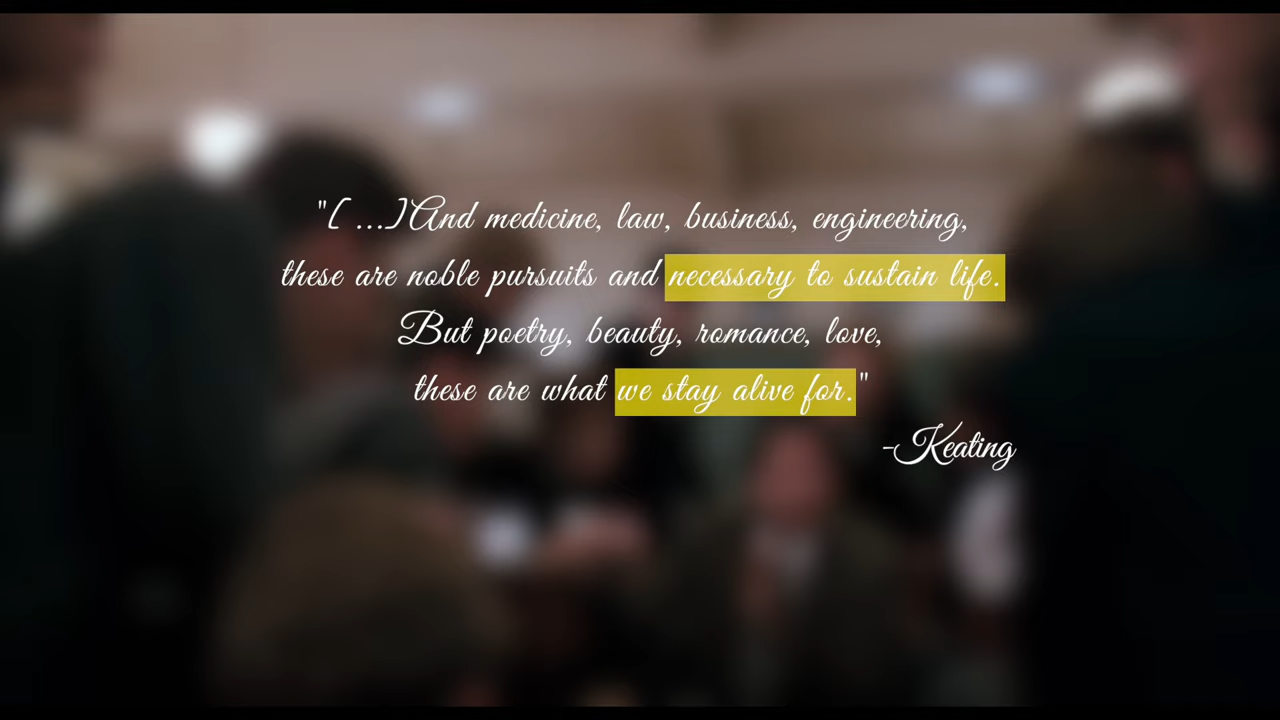 "[ ...]And medicine, law, business, engineering,
these are noble pursuits and necessary to sustain life.
But poetry, beauty, romance, love,
these are what we stay alive for."
-Keating